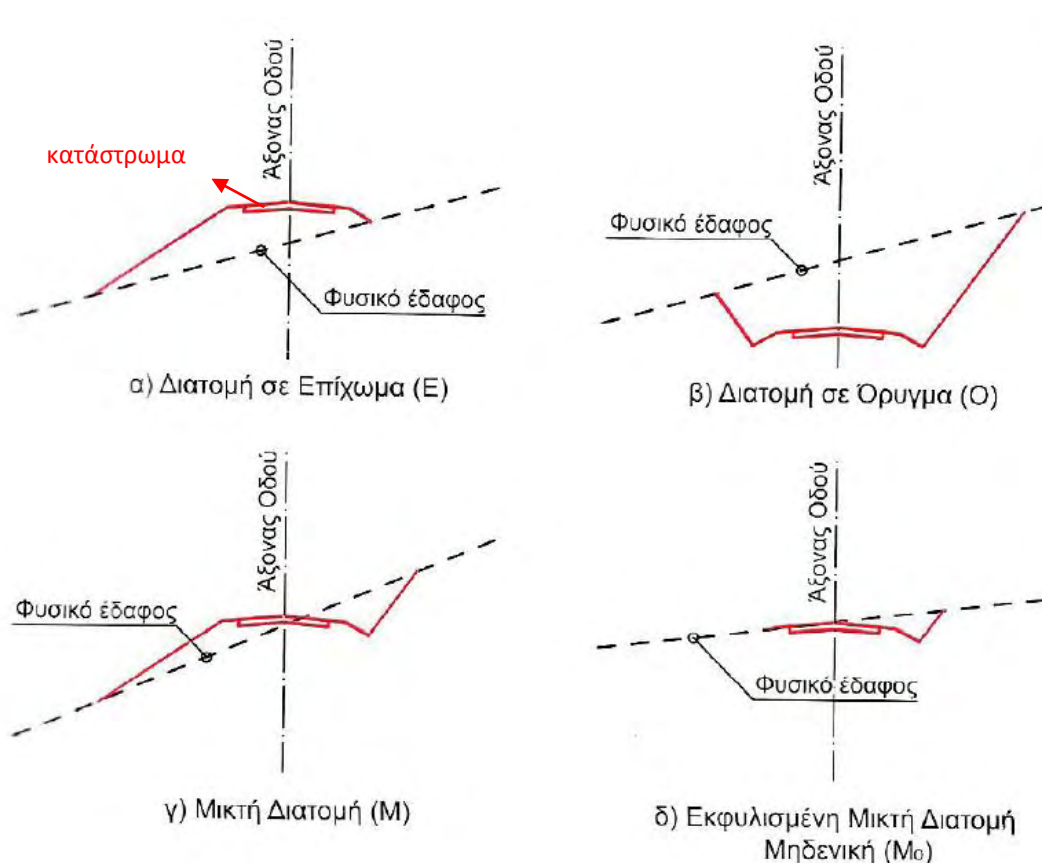 Άξονας Οδού
κατάστρωμα
Φυσικό έδαφος
α) Διατομή σε Επίχωμα (Ε)
Άξονας Οδού
Φυσικό έδαφος
β) Διατομή σε Όρυγμα (Ο)
Άξονας Οδού
Φυσικό έδαφος
γ) Μικτή Διατομή (Μ)
Άξονας Οδού
Φυσικό έδαφος
δ) Εκφυλισμένη Μικτή Διατομή
Μηδενική (Μ₀)